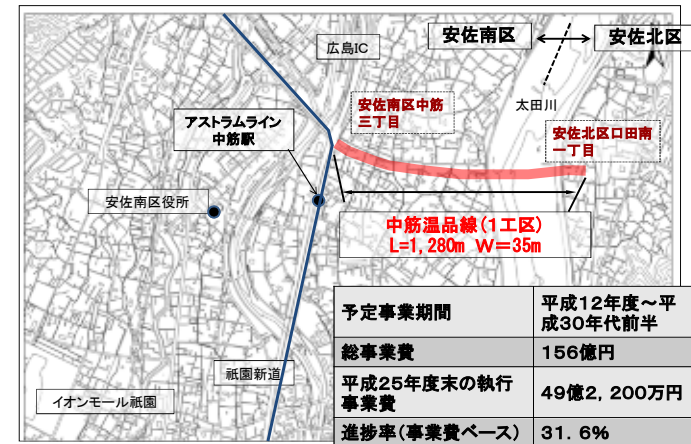 広島IC
安佐南区
安佐北区
太田川
安佐南区中筋
三丁目
安佐北区口田南
一丁目
アストラムライン
中筋駅
安佐南区役所
中筋温品線(1工区)
L=1,280m W=35m
祇園新道
イオンモール祇園
予定事業期間 平成12年度～平
成30年代前半
総事業費 156億円
平成25年度末の執行
事業費 49億2,200万円
進捗率(事業費ベース) 31.6%